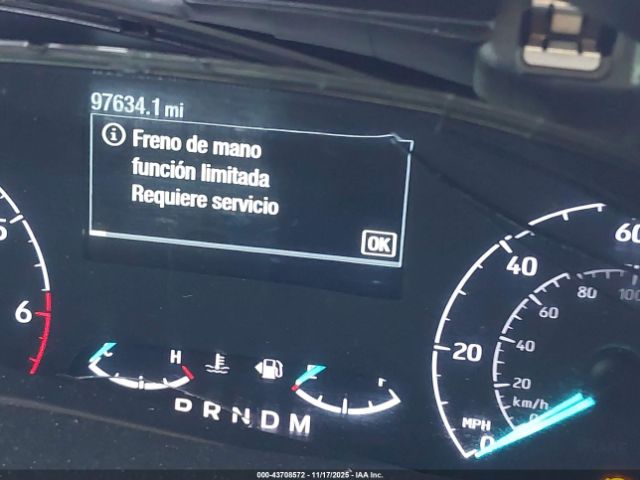 97634.1 mi
Freno de mano
función limitada
Requiere servicio
OK
6
H
P R N D M
60
40
20
MPH
0
100
80
60
40
20
km/h
0
000-43708572 - 11/17/2025 - IAA Inc.